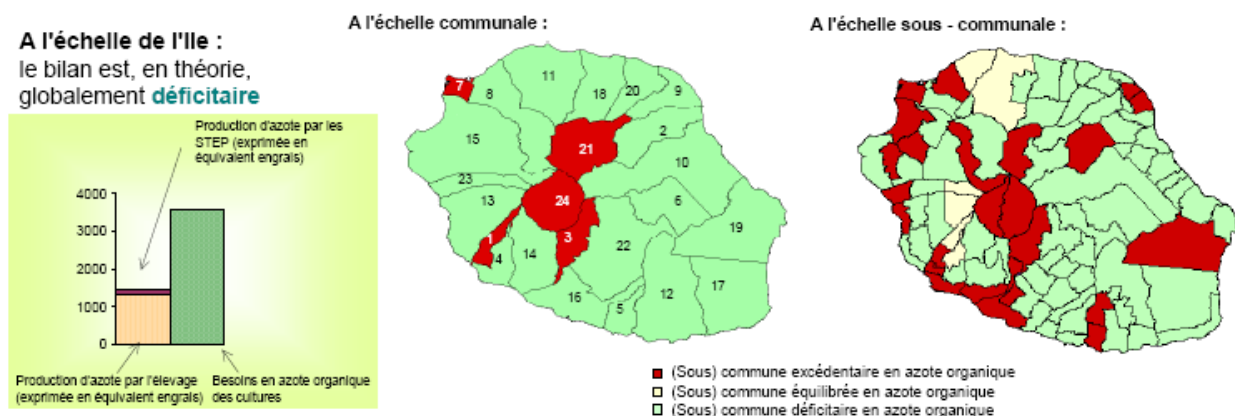 A l'échelle de l'Ile :
le bilan est, en théorie,
globalement déficitaire
Production d'azote par les
STEP (exprimée en
équivalent engrais)
4000
3000
2000
1000
0
Production d'azote par l'élevage
(exprimée en équivalent engrais)
Besoins en azote organique
des cultures
A l'échelle communale :
7
8
11
18
20
9
2
15
21
10
23
13
24
6
19
1
4
14
3
22
16
5
12
17
A l'échelle sous - communale :
(Sous) commune excédentaire en azote organique
(Sous) commune équilibrée en azote organique
(Sous) commune déficitaire en azote organique